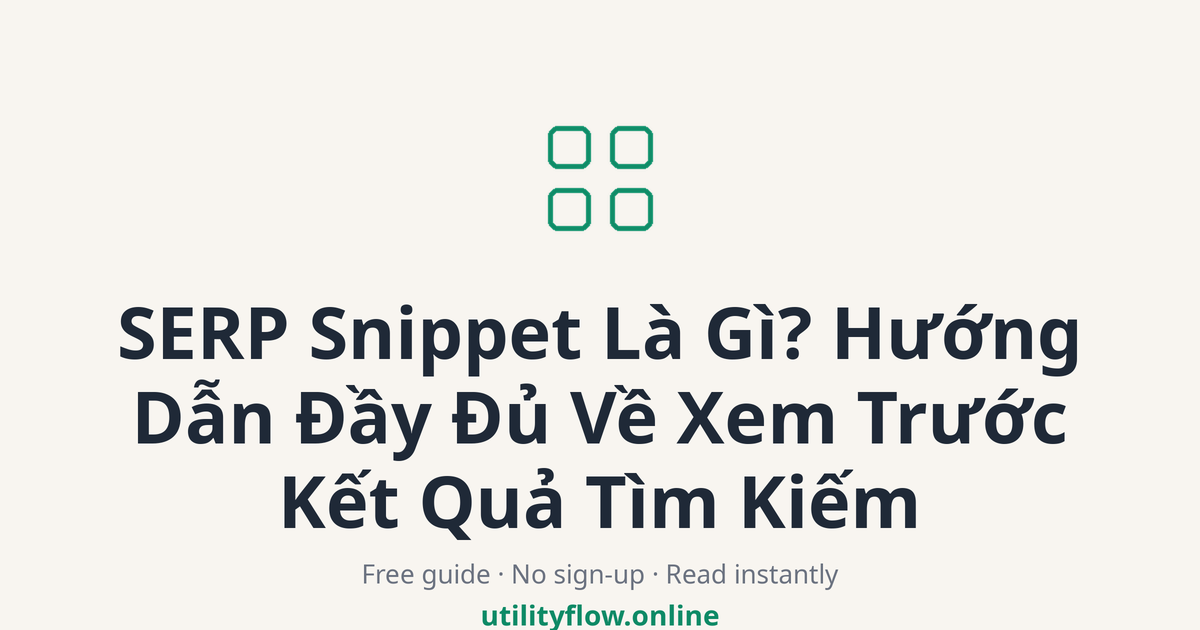 SERP Snippet Là Gì? Hướng
Dẫn Đầy Đủ Về Xem Trước
Kết Quả Tìm Kiếm
Free guide · No sign-up · Read instantly
utilityflow.online